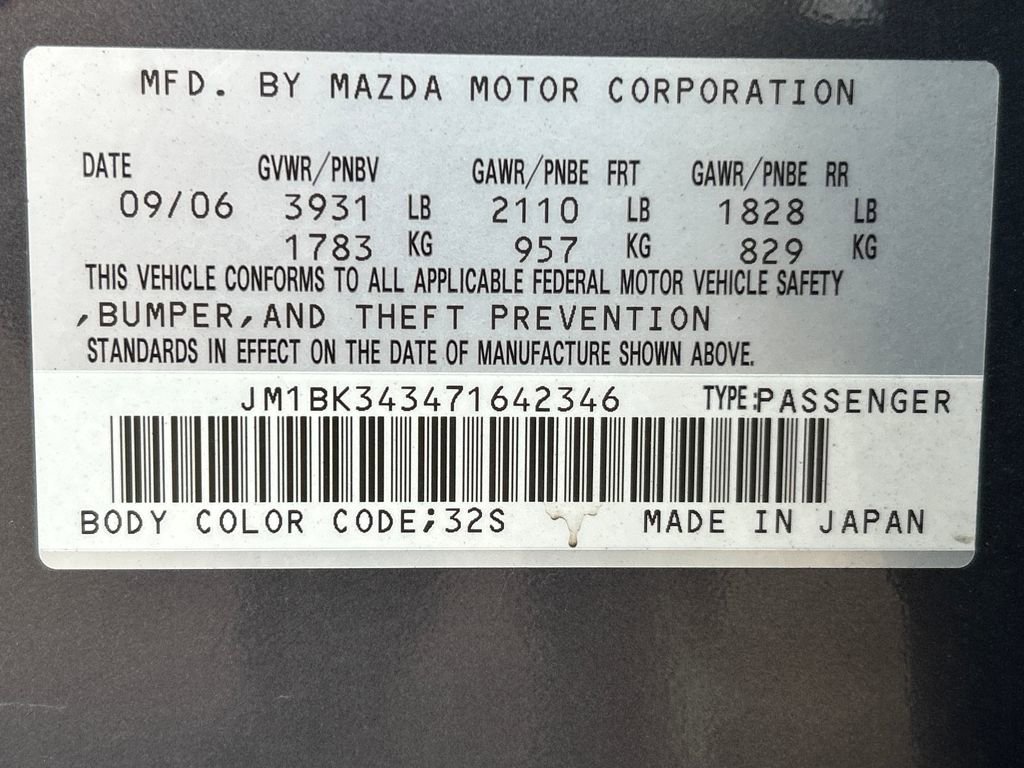 MFD. BY MAZDA MOTOR CORPORATION
DATE GVWR/PNBV GAWR/PNBE FRT GAWR/PNBE RR
09/06 3931 LB 2110 LB 1828 LB
1783 KG 957 KG 829 KG
THIS VEHICLE CONFORMS TO ALL APPLICABLE FEDERAL MOTOR VEHICLE SAFETY
,BUMPER,AND THEFT PREVENTION
STANDARDS IN EFFECT ON THE DATE OF MANUFACTURE SHOWN ABOVE.
JM1BK343471642346 TYPE:PASSENGER
BODY COLOR CODE;32S MADE IN JAPAN